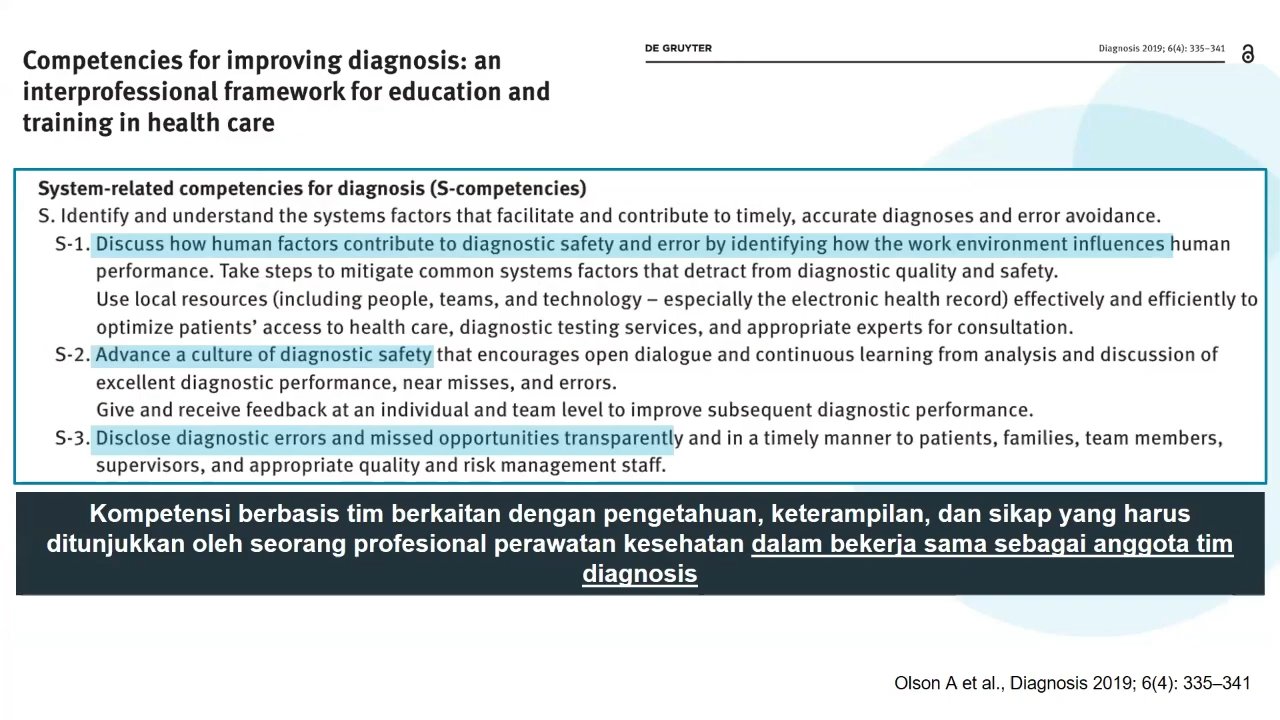 Competencies for improving diagnosis: an
interprofessional framework for education and
training in health care
DE GRUYTER
Diagnosis 2019; 6(4): 335–341
System-related competencies for diagnosis (S-competencies)
S. Identify and understand the systems factors that facilitate and contribute to timely, accurate diagnoses and error avoidance.
S-1. Discuss how human factors contribute to diagnostic safety and error by identifying how the work environment influences human
performance. Take steps to mitigate common systems factors that detract from diagnostic quality and safety.
Use local resources (including people, teams, and technology – especially the electronic health record) effectively and efficiently to
optimize patients’ access to health care, diagnostic testing services, and appropriate experts for consultation.
S-2. Advance a culture of diagnostic safety that encourages open dialogue and continuous learning from analysis and discussion of
excellent diagnostic performance, near misses, and errors.
Give and receive feedback at an individual and team level to improve subsequent diagnostic performance.
S-3. Disclose diagnostic errors and missed opportunities transparently and in a timely manner to patients, families, team members,
supervisors, and appropriate quality and risk management staff.
Kompetensi berbasis tim berkaitan dengan pengetahuan, keterampilan, dan sikap yang harus
ditunjukkan oleh seorang profesional perawatan kesehatan dalam bekerja sama sebagai anggota tim
diagnosis
Olson A et al., Diagnosis 2019; 6(4): 335–341